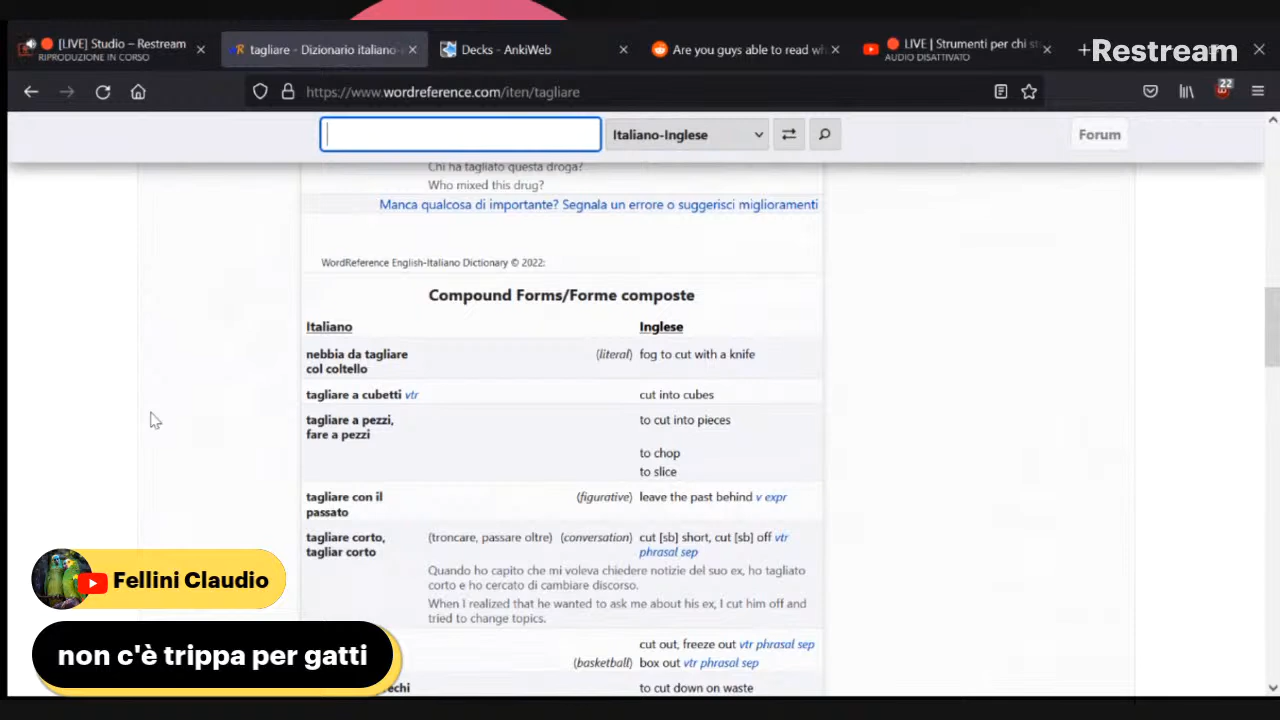 [LIVE] Studio – Restream
RIPRODUZIONE IN CORSO
tagliare - Dizionario italiano
Decks - AnkiWeb
Are you guys able to read wh
LIVE | Strumenti per chi st
AUDIO DISATTIVATO
Restream
https://www.wordreference.com/iten/tagliare
22
Italiano-Inglese
Forum
Chi ha tagliato questa droga?
Who mixed this drug?
Manca qualcosa di importante? Segnala un errore o suggerisci miglioramenti
WordReference English-Italiano Dictionary © 2022:
Compound Forms/Forme composte
Italiano Inglese
nebbia da tagliare (literal) fog to cut with a knife
col coltello
tagliare a cubetti vtr cut into cubes
tagliare a pezzi, to cut into pieces
fare a pezzi
to chop
to slice
tagliare con il (figurative) leave the past behind v expr
passato
tagliare corto, (troncare, passare oltre) (conversation) cut [sb] short, cut [sb] off vtr
tagliar corto phrasal sep
Quando ho capito che mi voleva chiedere notizie del suo ex, ho tagliato
corto e ho cercato di cambiare discorso.
When I realized that he wanted to ask me about his ex, I cut him off and
tried to change topics.
cut out, freeze out vtr phrasal sep
(basketball) box out vtr phrasal sep
echi to cut down on waste
Fellini Claudio
non c'è trippa per gatti